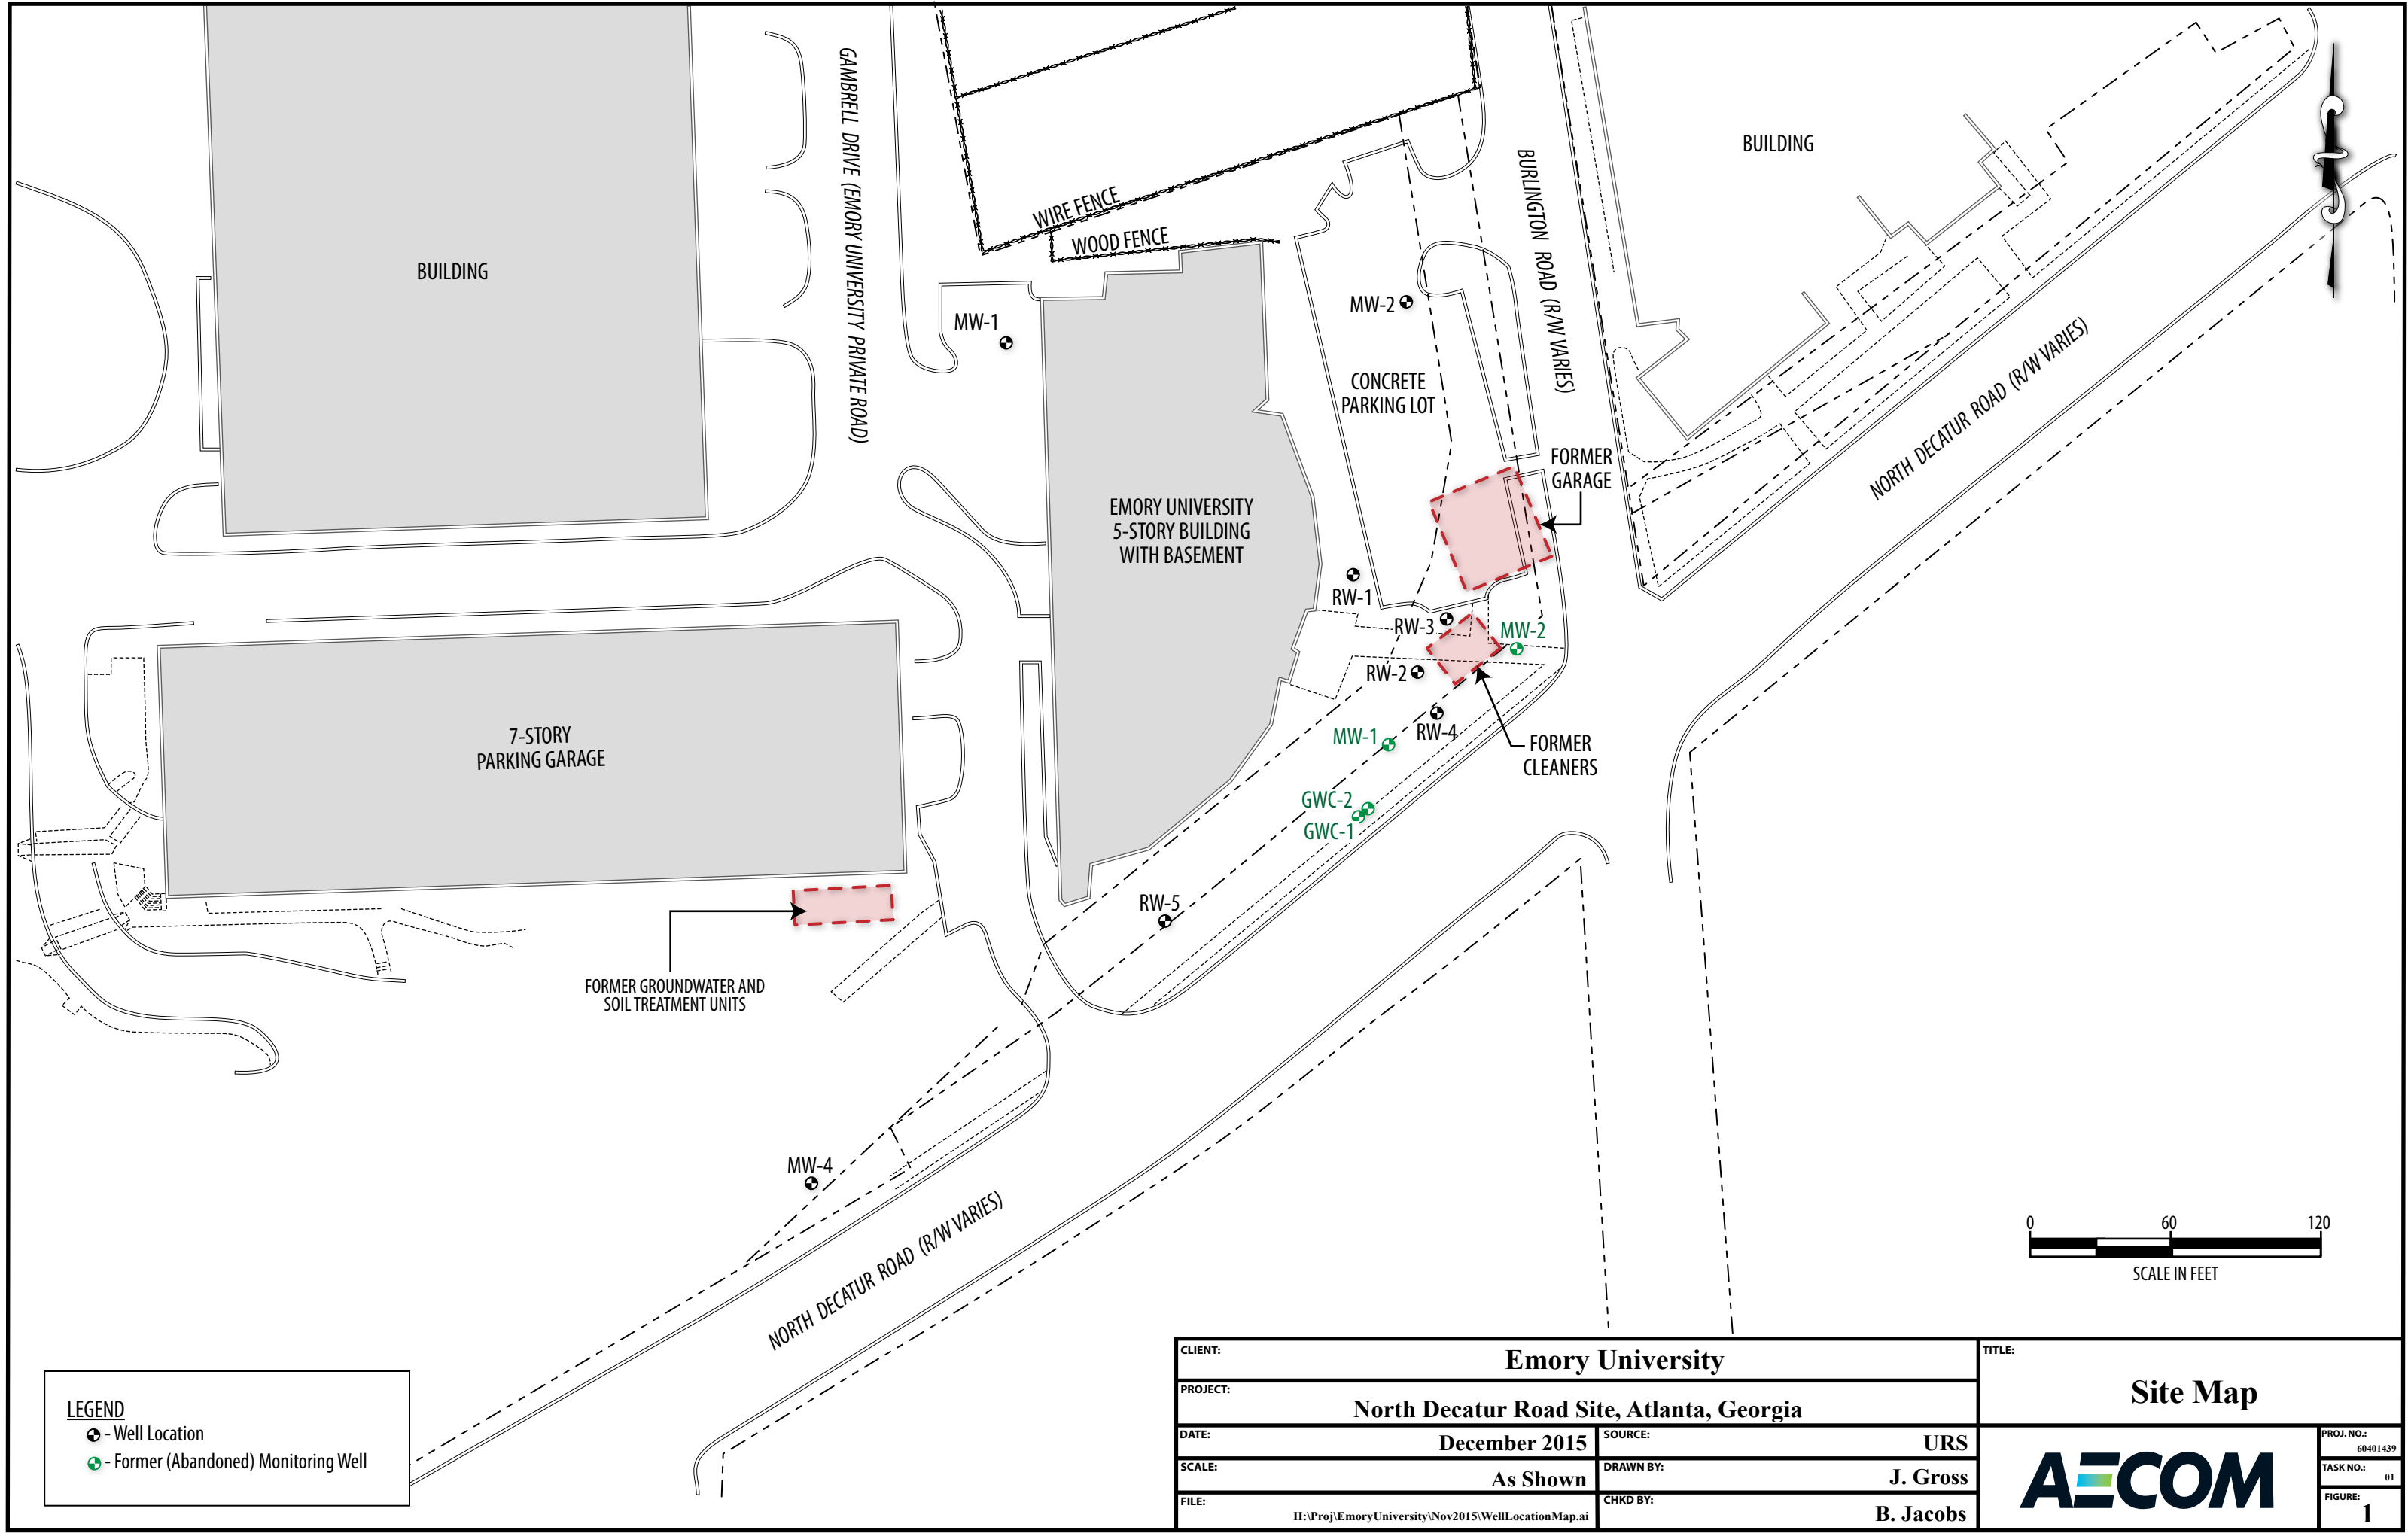 GAMBRELL DRIVE (EMORY UNIVERSITY PRIVATE ROAD)
BUILDING
BUILDING
BURLINGTON ROAD (R/W VARIES)
WIRE FENCE
WOOD FENCE
MW-1
MW-2
CONCRETE
PARKING LOT
NORTH DECATUR ROAD (R/W VARIES)
FORMER
GARAGE
EMORY UNIVERSITY
5-STORY BUILDING
WITH BASEMENT
RW-1
RW-3
MW-2
RW-2
RW-4
MW-1
FORMER
CLEANERS
7-STORY
PARKING GARAGE
GWC-2
GWC-1
RW-5
FORMER GROUNDWATER AND
SOIL TREATMENT UNITS
MW-4
NORTH DECATUR ROAD (R/W VARIES)
0 60 120
SCALE IN FEET
LEGEND
- Well Location
- Former (Abandoned) Monitoring Well
CLIENT:
Emory University
PROJECT:
North Decatur Road Site, Atlanta, Georgia
DATE:
December 2015
SOURCE:
URS
SCALE:
As Shown
DRAWN BY:
J. Gross
FILE:
H:\Proj\EmoryUniversity\Nov2015\WellLocationMap.ai
CHKD BY:
B. Jacobs
TITLE:
Site Map
AECOM
PROJ. NO.:
60401439
TASK NO.:
01
FIGURE:
1